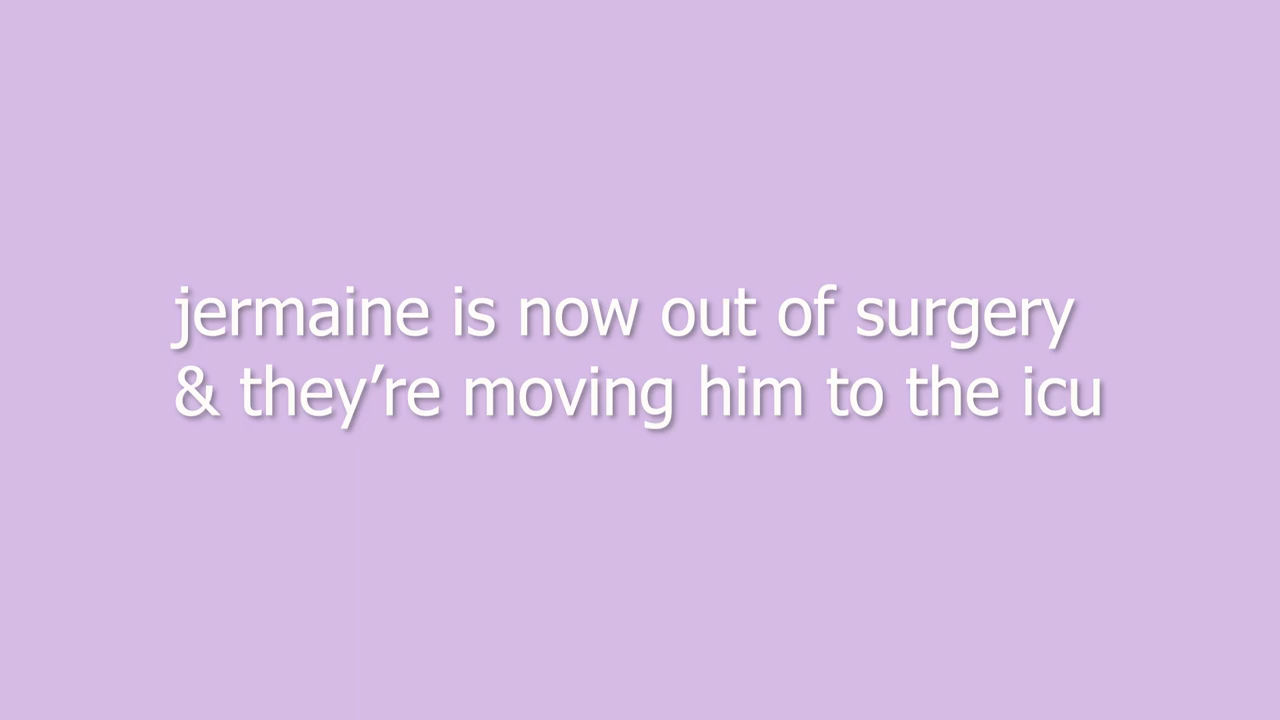 jermaine is now out of surgery
& they’re moving him to the icu